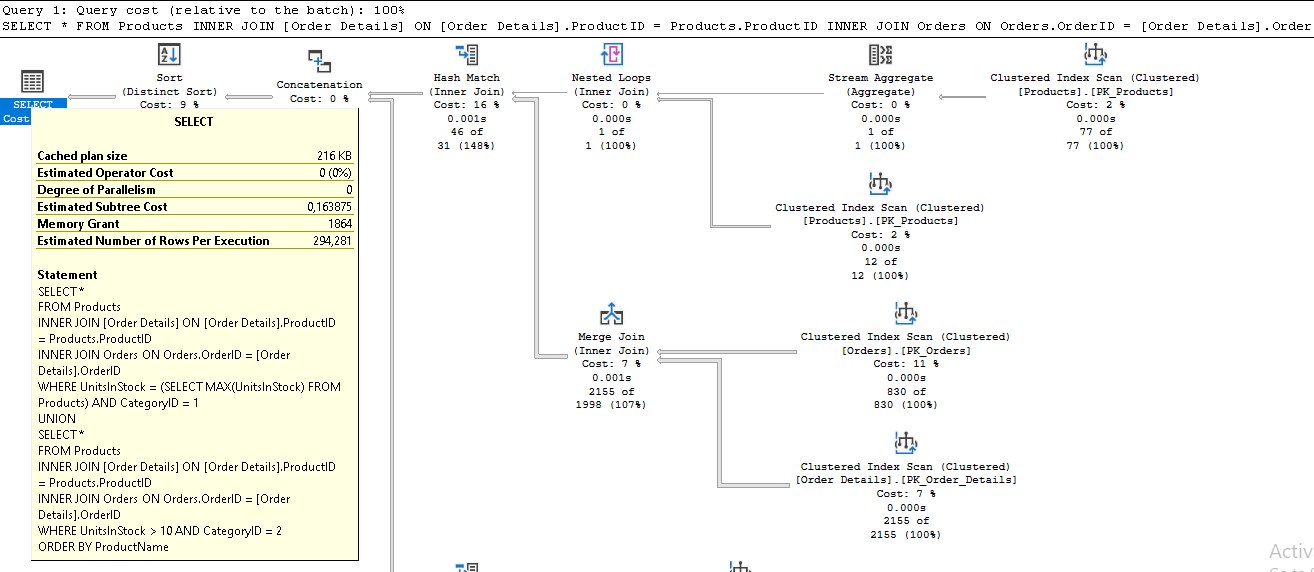 Query 1: Query cost (relative to the batch): 100%
SELECT * FROM Products INNER JOIN [Order Details] ON [Order Details].ProductID = Products.ProductID INNER JOIN Orders ON Orders.OrderID = [Order Details].Order
SELECT
Cost
Sort
(Distinct Sort)
Cost: 9 %
Concatenation
Cost: 0 %
Hash Match
(Inner Join)
Cost: 16 %
0.001s
46 of
31 (148%)
Nested Loops
(Inner Join)
Cost: 0 %
0.000s
1 of
1 (100%)
Stream Aggregate
(Aggregate)
Cost: 0 %
0.000s
1 of
1 (100%)
Clustered Index Scan (Clustered)
[Products].[PK_Products]
Cost: 2 %
0.000s
77 of
77 (100%)
Clustered Index Scan (Clustered)
[Products].[PK_Products]
Cost: 2 %
0.000s
12 of
12 (100%)
Merge Join
(Inner Join)
Cost: 7 %
0.001s
2155 of
1998 (107%)
Clustered Index Scan (Clustered)
[Orders].[PK_Orders]
Cost: 11 %
0.000s
830 of
830 (100%)
Clustered Index Scan (Clustered)
[Order Details].[PK_Order_Details]
Cost: 7 %
0.000s
2155 of
2155 (100%)
SELECT
Cached plan size 216 KB
Estimated Operator Cost 0 (0%)
Degree of Parallelism 0
Estimated Subtree Cost 0,163875
Memory Grant 1864
Estimated Number of Rows Per Execution 294,281
Statement
SELECT *
FROM Products
INNER JOIN [Order Details] ON [Order Details].ProductID
= Products.ProductID
INNER JOIN Orders ON Orders.OrderID = [Order
Details].OrderID
WHERE UnitsInStock = (SELECT MAX(UnitsInStock) FROM
Products) AND CategoryID = 1
UNION
SELECT *
FROM Products
INNER JOIN [Order Details] ON [Order Details].ProductID
= Products.ProductID
INNER JOIN Orders ON Orders.OrderID = [Order
Details].OrderID
WHERE UnitsInStock > 10 AND CategoryID = 2
ORDER BY ProductName
Activ